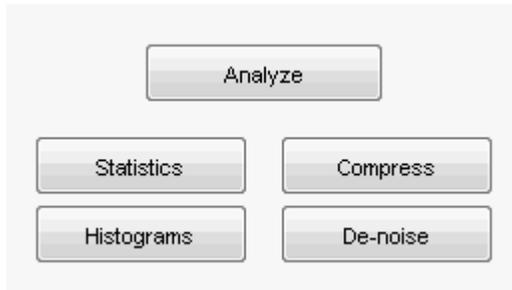 Analyze
Statistics
Compress
Histograms
De-noise